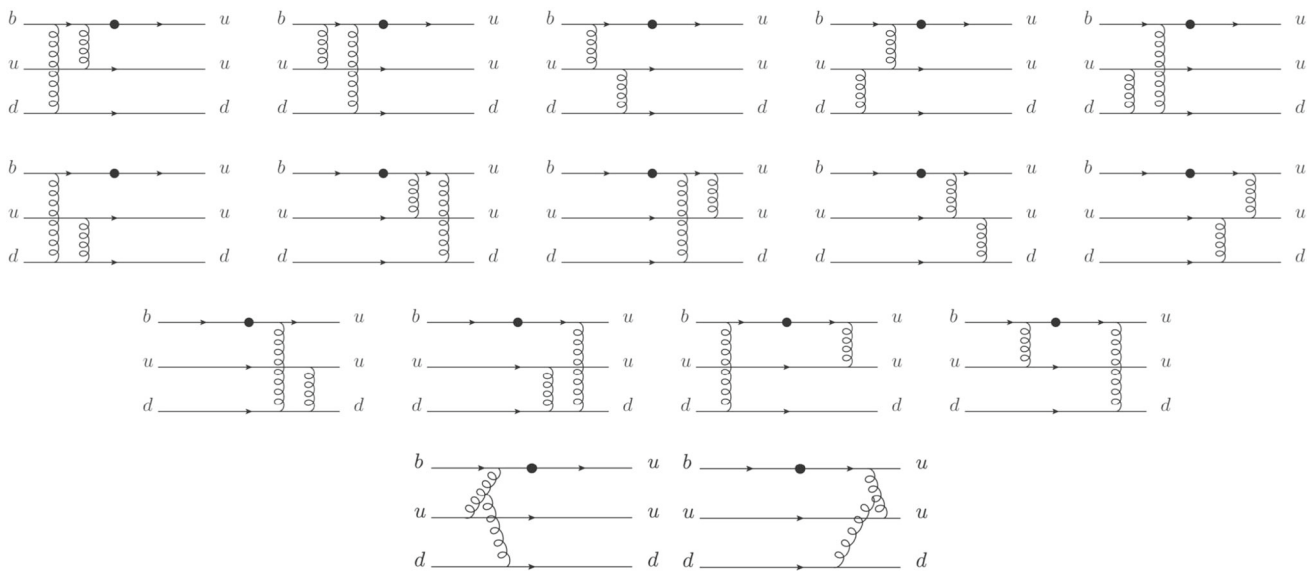 b u b u b u b u b u
u u u u u u u u u u
d d d d d d d d d d
b u b u b u b u b u
u u u u u u u u u u
d d d d d d d d d d
b u b u b u b u
u u u u u u u u
d d d d d d d d
b u b u
u u u u
d d d d